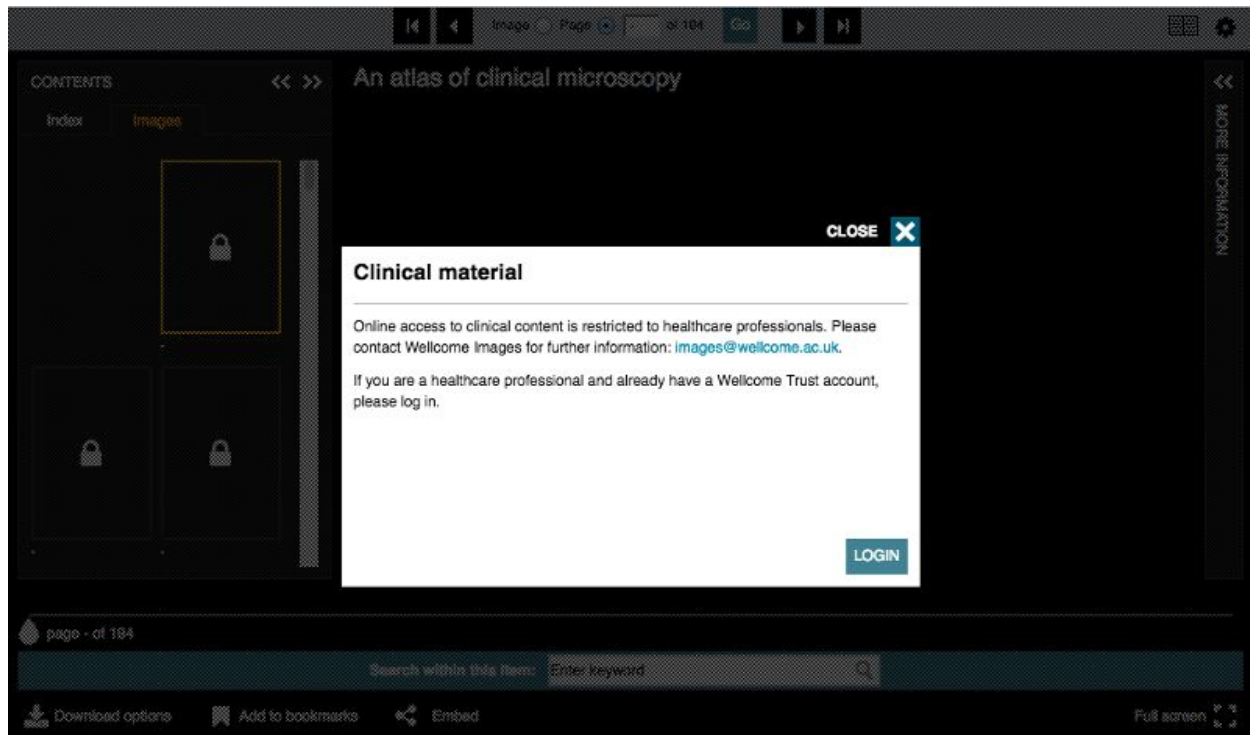 Image Page of 184 Go
CONTENTS
Index Images
An atlas of clinical microscopy
MORE INFORMATION
CLOSE
Clinical material
Online access to clinical content is restricted to healthcare professionals. Please
contact Wellcome Images for further information: images@wellcome.ac.uk.
If you are a healthcare professional and already have a Wellcome Trust account,
please log in.
LOGIN
-
- -
page - of 184
Search within this item: Enter keyword
Download options Add to bookmarks Embed Full screen